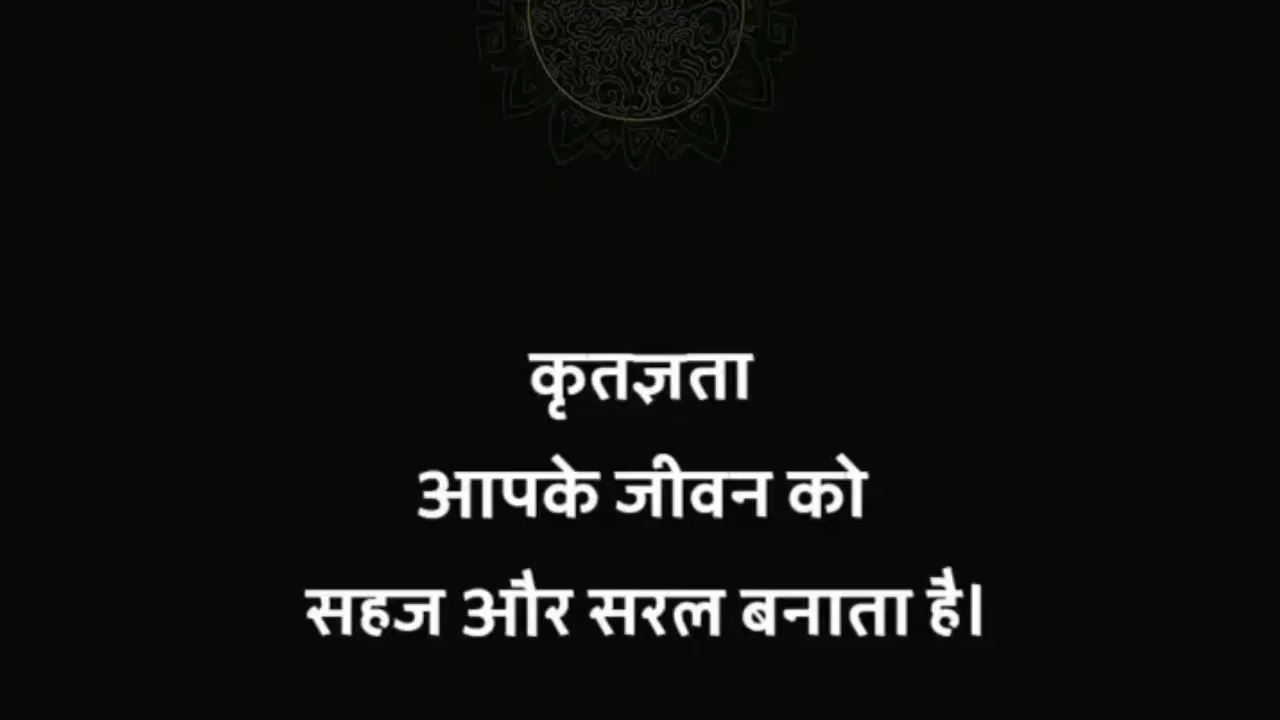 कृतज्ञता
आपके जीवन को
सहज और सरल बनाता है।